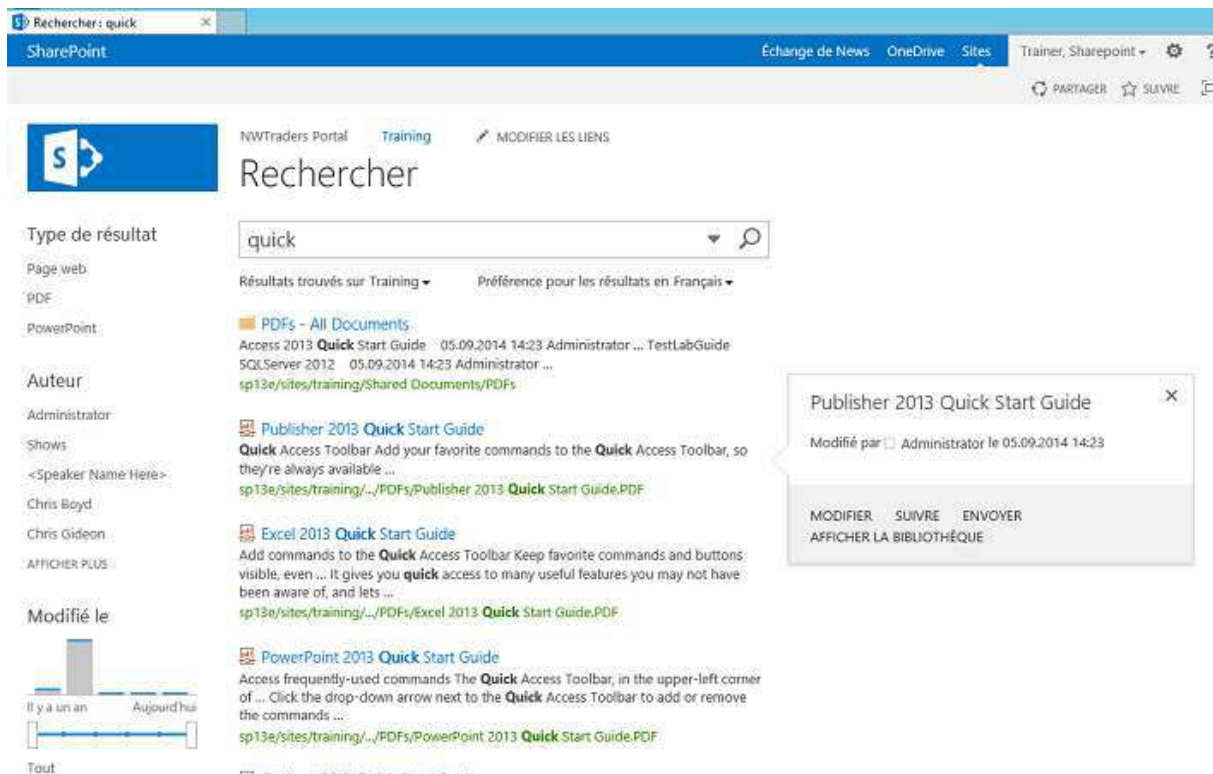 Rechercher : quick
SharePoint
Échange de News OneDrive Sites Trainer, Sharepoint
?
PARTAGER SUIVRE
S
NWTraders Portal Training MODIFIER LES LIENS
Rechercher
Type de résultat
Page web
PDF
PowerPoint
Auteur
Administrator
Shows
<Speaker Name Here>
Chris Boyd
Chris Gideon
AFFICHER PLUS
Modifié le
Il y a un an Aujourd'hui
Tout
quick
Résultats trouvés sur Training Préférence pour les résultats en Français
PDFs - All Documents
Access 2013 Quick Start Guide 05.09.2014 14:23 Administrator ... TestLabGuide
SQLServer 2012 05.09.2014 14:23 Administrator ...
sp13e/sites/training/Shared Documents/PDFs
Publisher 2013 Quick Start Guide
Quick Access Toolbar Add your favorite commands to the Quick Access Toolbar, so
they're always available ...
sp13e/sites/training/.../PDFs/Publisher 2013 Quick Start Guide.PDF
Excel 2013 Quick Start Guide
Add commands to the Quick Access Toolbar Keep favorite commands and buttons
visible, even ... It gives you quick access to many useful features you may not have
been aware of, and lets ...
sp13e/sites/training/.../PDFs/Excel 2013 Quick Start Guide.PDF
PowerPoint 2013 Quick Start Guide
Access frequently-used commands The Quick Access Toolbar, in the upper-left corner
of ... Click the drop-down arrow next to the Quick Access Toolbar to add or remove
the commands ...
sp13e/sites/training/.../PDFs/PowerPoint 2013 Quick Start Guide.PDF
Publisher 2013 Quick Start Guide
Modifié par Administrator le 05.09.2014 14:23
MODIFIER SUIVRE ENVOYER
AFFICHER LA BIBLIOTHÈQUE